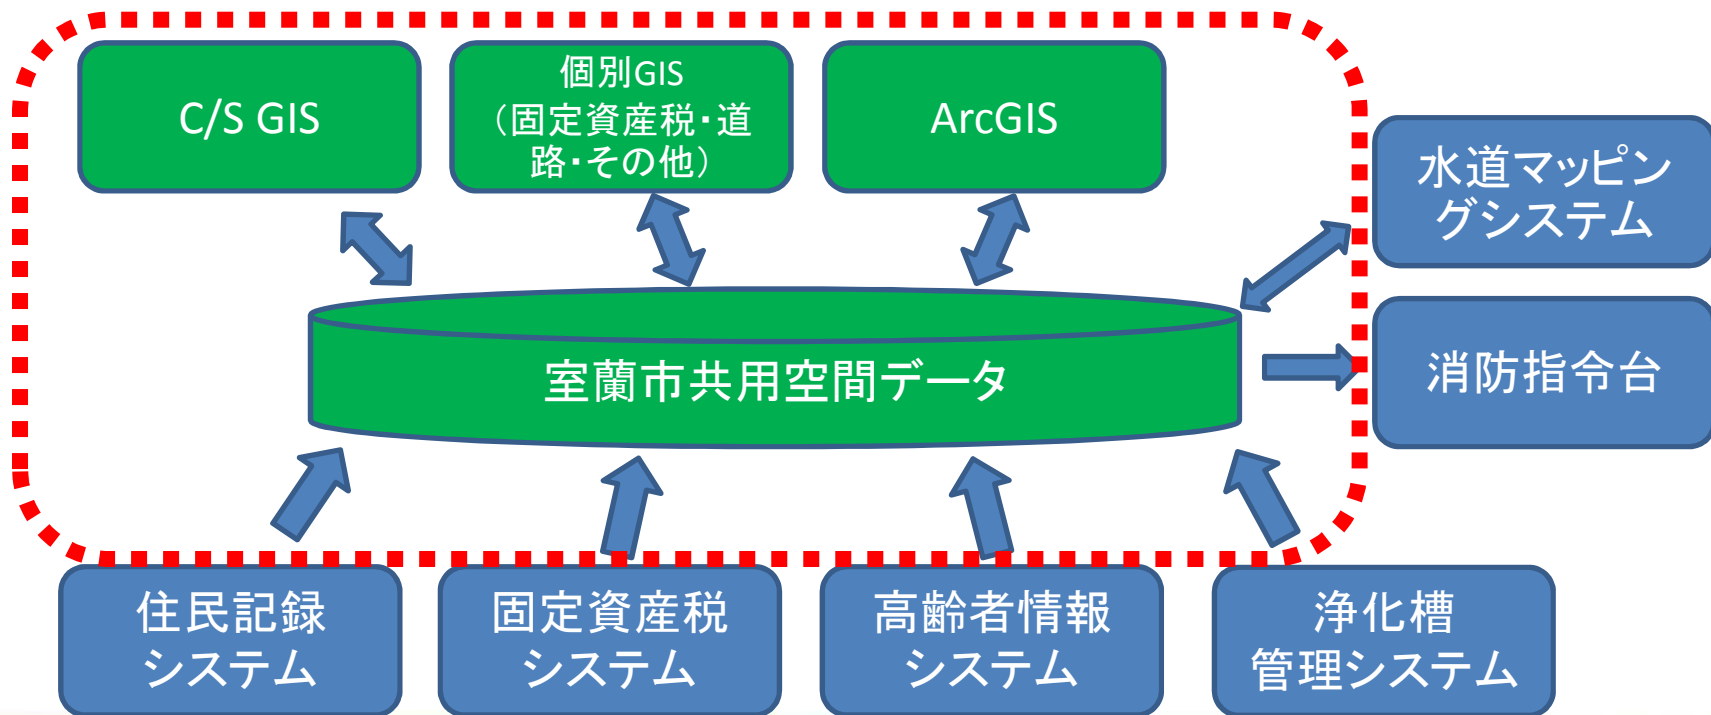 C/S GIS
個別GIS
（固定資産税・道
路・その他）
ArcGIS
水道マッピン
グシステム
室蘭市共用空間データ
消防指令台
住民記録
システム
固定資産税
システム
高齢者情報
システム
浄化槽
管理システム